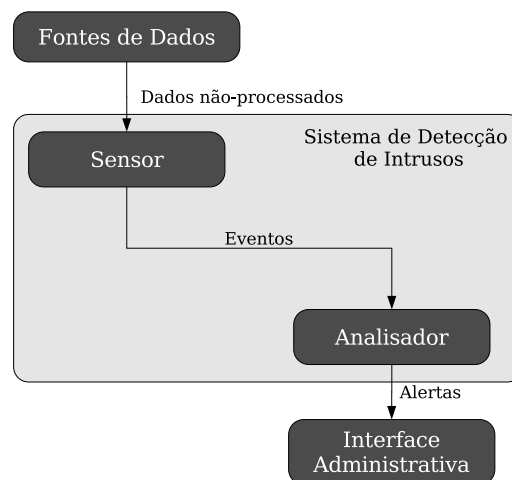 Fontes de Dados
Dados não-processados
Sistema de Detecção
de Intrusos
Sensor
Eventos
Analisador
Alertas
Interface
Administrativa